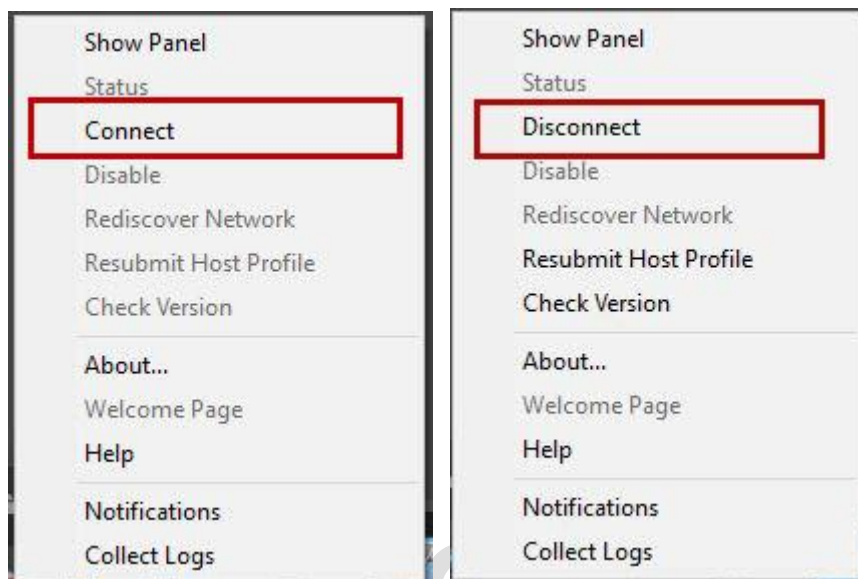 Show Panel
Status
Connect
Disable
Rediscover Network
Resubmit Host Profile
Check Version
About...
Welcome Page
Help
Notifications
Collect Logs
Show Panel
Status
Disconnect
Disable
Rediscover Network
Resubmit Host Profile
Check Version
About...
Welcome Page
Help
Notifications
Collect Logs